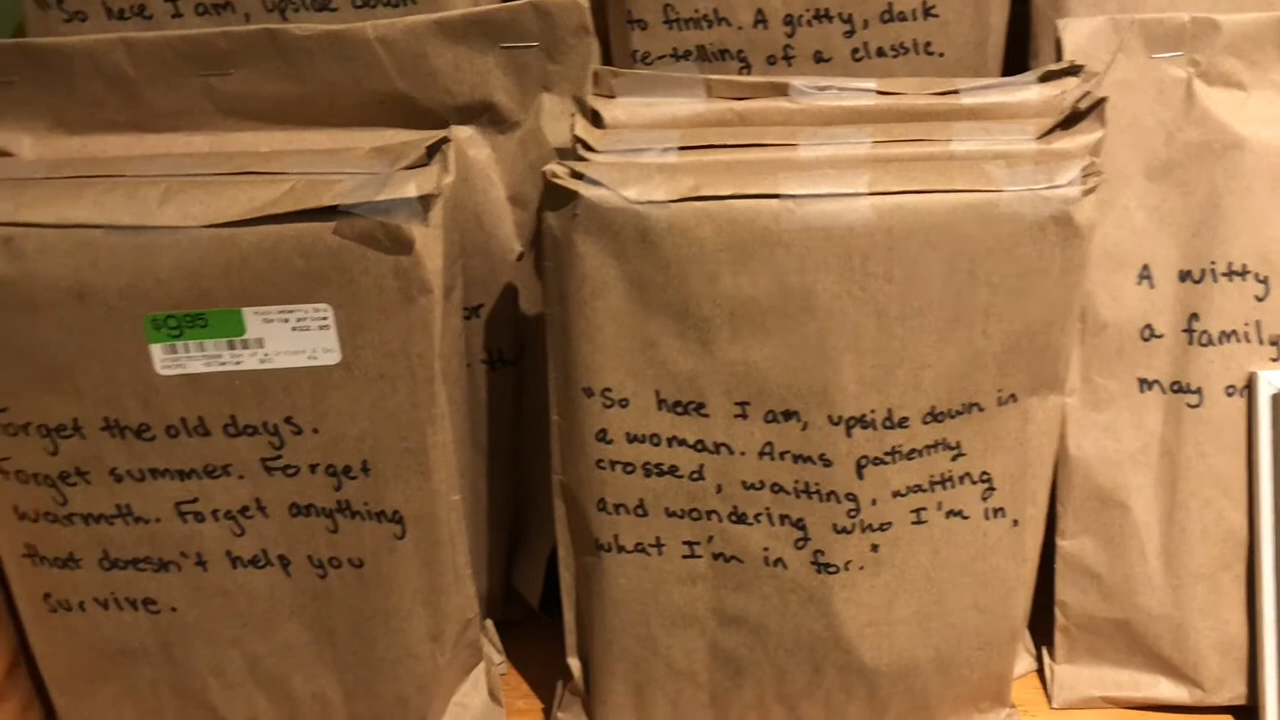 "So here I am, upside down
to finish. A gritty, dark
re-telling of a classic.
$9.95
Orig price
Forget the old days.
Forget summer. Forget
warmth. Forget anything
that doesn't help you
survive.
or
"So here I am, upside down in
a woman. Arms patiently
crossed, waiting, waiting
and wondering who I'm in,
what I'm in for."
A witty
a family
may